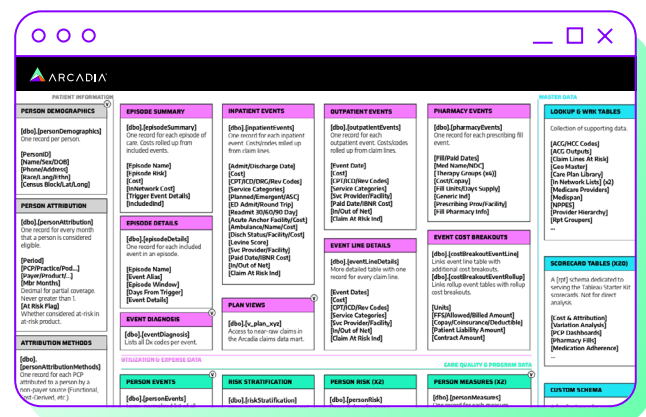 ARCADIA
PATIENT INFORMATION
MASTER DATA
PERSON DEMOGRAPHICS
[dbo].[personDemographics]
One record per person.
[PersonID]
[Name/Sex/DOB]
[Phone/Address]
[Race/Lang/Ethn]
[Census Block/Lat/Long]
PERSON ATTRIBUTION
[dbo].[personAttribution]
One record for every month
that a person is considered
eligible.
[Period]
[PCP/Practice/Pod...]
[Payer/Product/...]
[Mbr Months]
Decimal for partial coverage.
Never greater than 1.
[At Risk Flag]
Whether considered at-risk in
at-risk product.
ATTRIBUTION METHODS
[dbo].
[personAttributionMethods]
One record for each PCP
attributed to a person by a
non-payer source (Functional,
Cost-Derived, etc.)
EPISODE SUMMARY
[dbo].[episodeSummary]
One record for each episode of
care. Costs rolled up from
included events.
[Episode Name]
[Episode Risk]
[Cost]
[InNetwork Cost]
[Trigger Event Details]
[IncludedInd]
EPISODE DETAILS
[dbo].[episodeDetails]
One record for each included
event in an episode.
[Episode Name]
[Event Alias]
[Episode Window]
[Days From Trigger]
[Event Details]
EVENT DIAGNOSIS
[dbo].[eventDiagnosis]
Lists all Dx codes per event.
INPATIENT EVENTS
[dbo].[inpatientEvents]
One record for each inpatient
event. Costs/codes rolled up
from claim lines.
[Admit/Discharge Date]
[Cost]
[CPT/ICD/DRG/Rev Codes]
[Service Categories]
[Planned/Emergent/ASC]
[ED Admit/Round Trip]
[Readmit 30/60/90 Day]
[Acute Anchor Facility/Cost]
[Ambulance/Name/Cost]
[Disch Status/Facility/Cost]
[Levine Score]
[Svc Provider/Facility]
[Paid Date/IBNR Cost]
[In/Out of Net]
[Claim At Risk Ind]
PLAN VIEWS
[dbo].[v_plan_xyz]
Access to near-raw claims in
the Arcadia claims data mart.
OUTPATIENT EVENTS
[dbo].[outpatientEvents]
One record for each
outpatient event. Costs/codes
rolled up from claim lines.
[Event Date]
[Cost]
[CPT/ICD/Rev Codes]
[Service Categories]
[Svc Provider/Facility]
[Paid Date/IBNR Cost]
[In/Out of Net]
[Claim At Risk Ind]
EVENT LINE DETAILS
[dbo].[eventLineDetails]
More detailed table with one
record for every claim line.
[Event Dates]
[Cost]
[CPT/ICD/Rev Codes]
[Service Categories]
[Svc Provider/Facility]
[In/Out of Net]
[Claim At Risk Ind]
PHARMACY EVENTS
[dbo].[pharmacyEvents]
One record for prescribing fill
event.
[Fill/Paid Dates]
[Med Name/NDC]
[Therapy Groups (x4)]
[Cost/Copay]
[Fill Units/Days Supply]
[Generic Ind]
[Prescribing Prov/Facility]
[Fill Pharmacy Info]
EVENT COST BREAKOUTS
[dbo].[costBreakoutEventLine]
Links event line table with
additional cost breakouts.
[dbo].[costBreakoutEventRollup]
Links rollup event tables with rollup
cost breakouts.
[Units]
[FFS/Allowed/Billed Amount]
[Copay/Coinsurance/Deductible]
[Patient Liability Amount]
[Contract Amount]
LOOKUP & WRK TABLES
Collection of supporting data.
[ACG/HCC Codes]
[ACG Outputs]
[Claim Lines At Risk]
[Geo Master]
[Care Plan Library]
[In Network Lists (x2)]
[Medicare Providers]
[Medispan]
[NPPES]
[Provider Hierarchy]
[Rpt Groupers]
...
SCORECARD TABLES (X20)
A [rpt] schema dedicated to
serving the Tableau Starter Kit
scorecards. Not for direct
analysis.
[Cost & Attribution]
[Variation Analysis]
[PCP Dashboards]
[Pharmacy Fills]
[Medication Adherence]
...
CUSTOM SCHEMA
UTILIZATION & EXPENSE DATA
CARE QUALITY & PROGRAM DATA
PERSON EVENTS
[dbo].[personEvents]
RISK STRATIFICATION
[dbo].[riskStratification]
PERSON RISK (X2)
[dbo].[personRisk]
PERSON MEASURES (X2)
[dbo].[personMeasures]